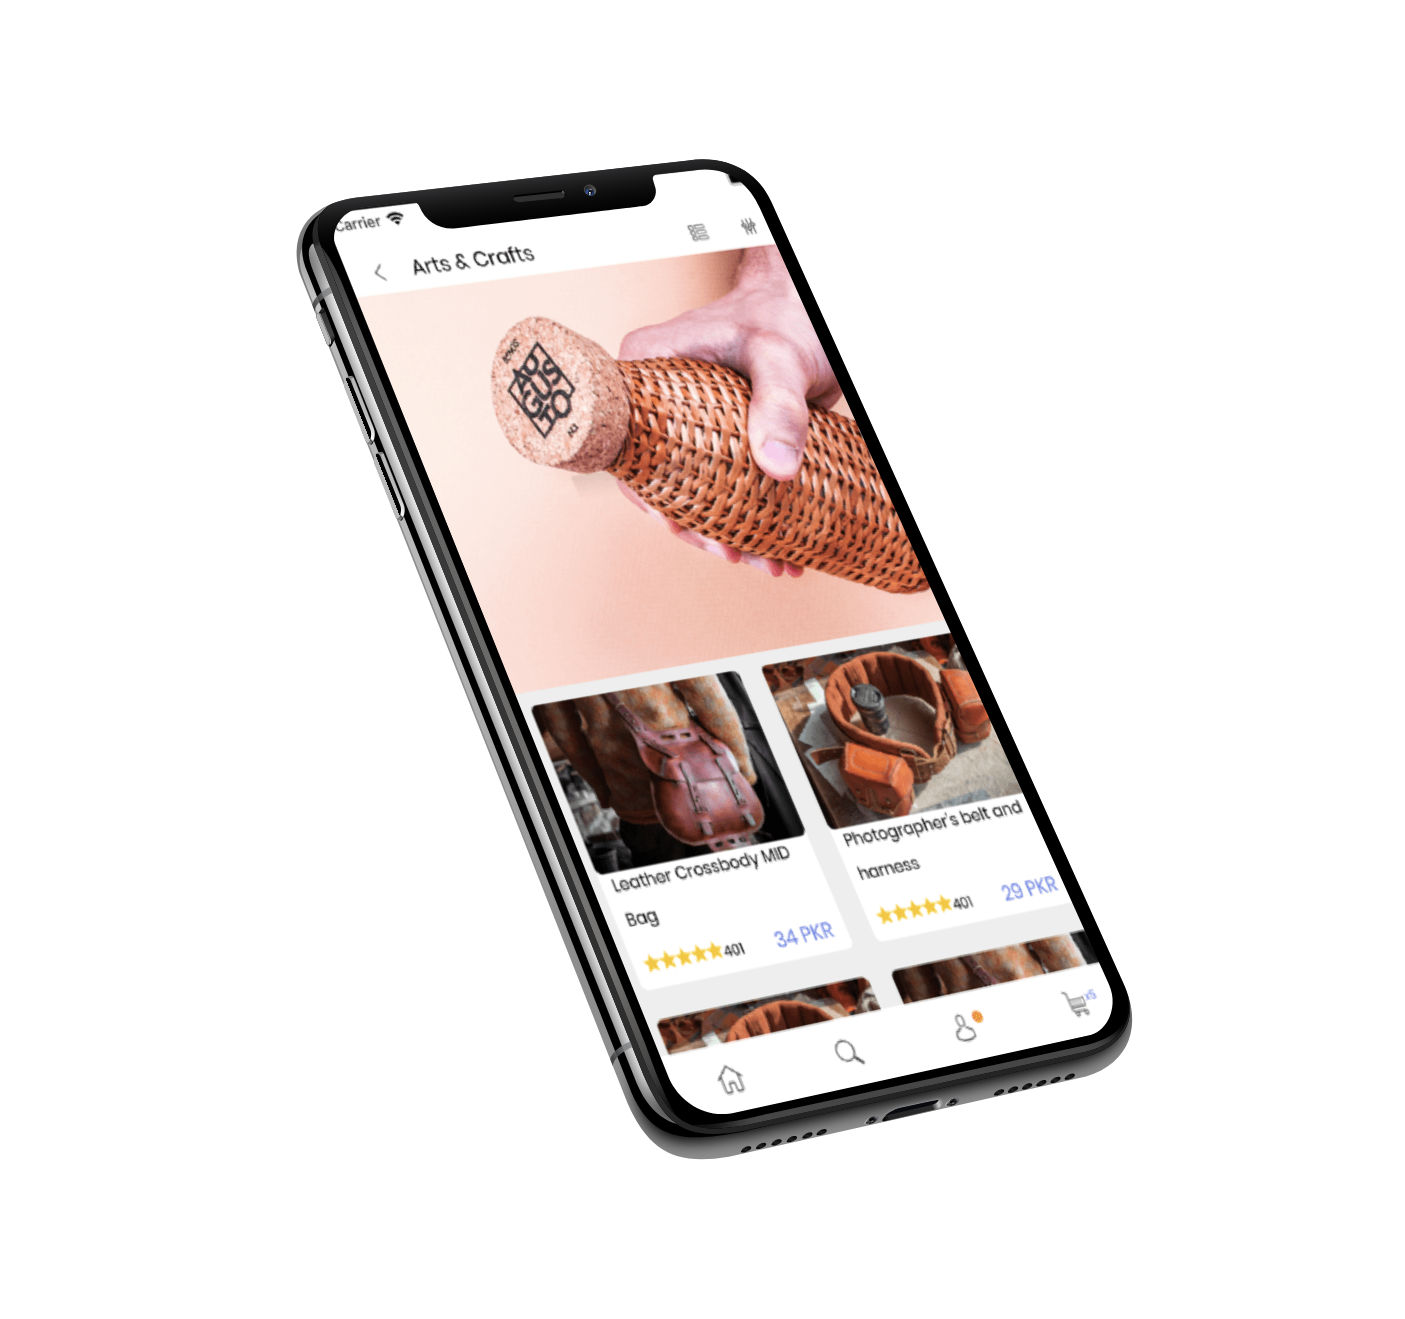 Carrier
Arts & Crafts
AU
GUS
TO
Leather Crossbody MID
Bag
401
34 PKR
Photographer's belt and
harness
401
29 PKR
x5